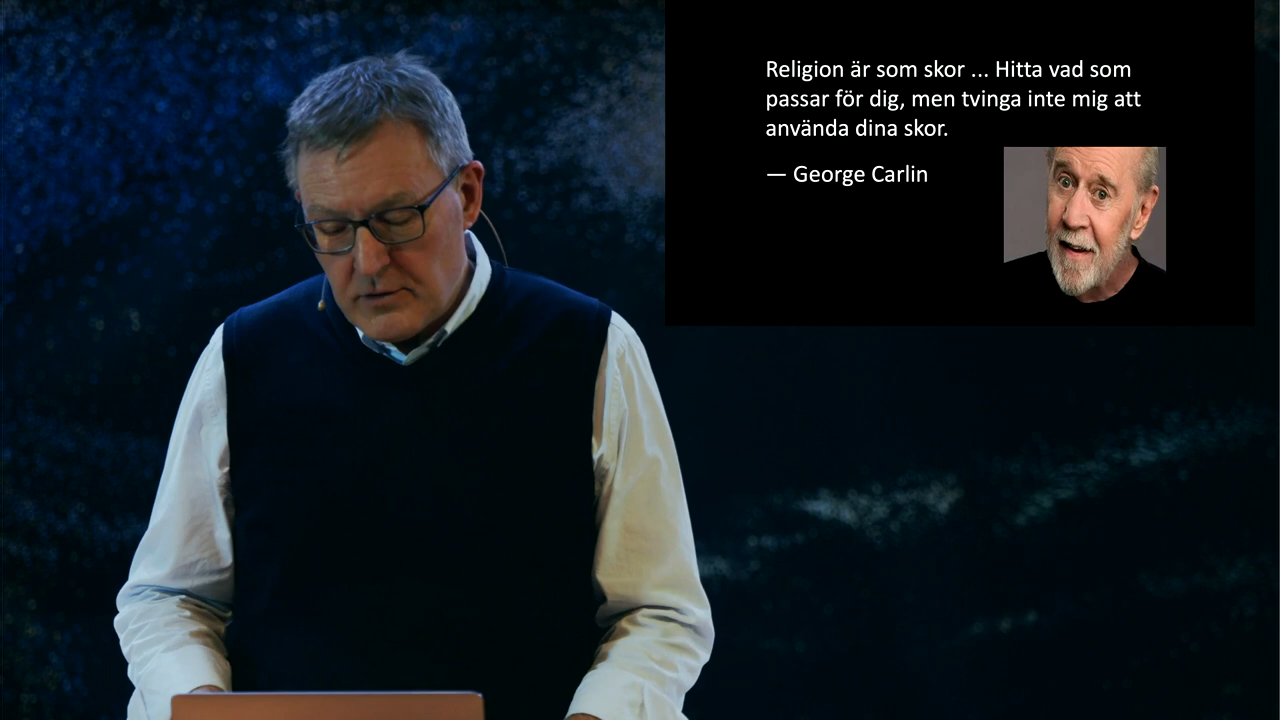 Religion är som skor ... Hitta vad som
passar för dig, men tvinga inte mig att
använda dina skor.
— George Carlin